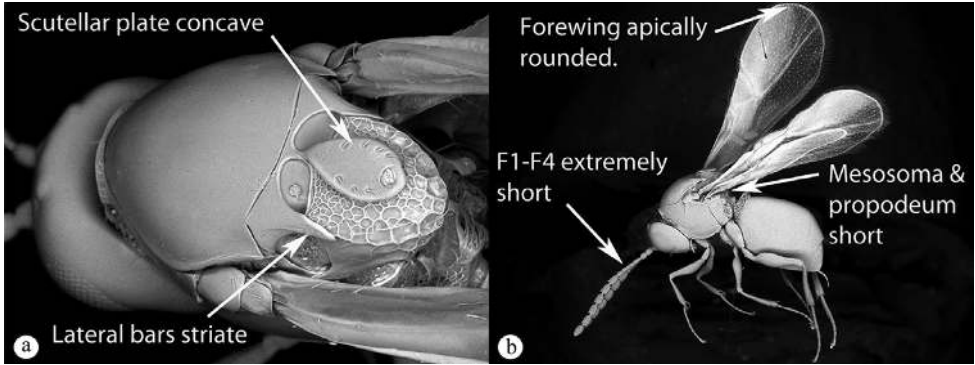 Scutellar plate concave
Lateral bars striate
a
Forewing apically
rounded.
F1-F4 extremely
short
Mesosoma &
propodeum
short
b